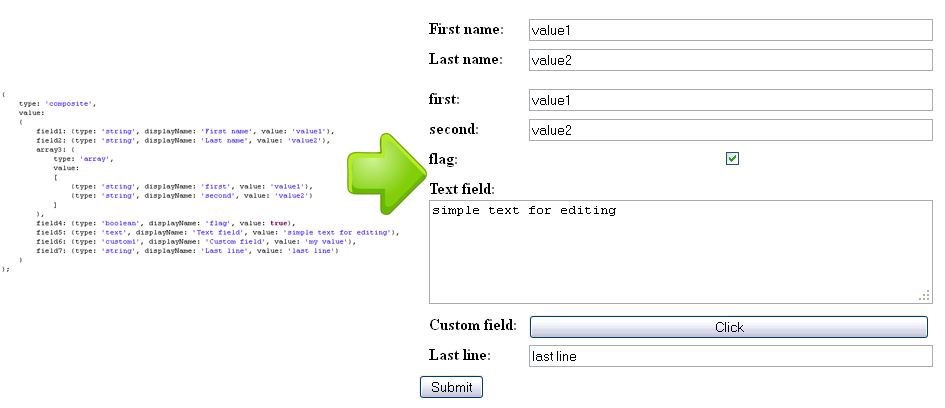 {
    type: 'composite',
    value:
    {
        field1: {type: 'string', displayName: 'First name', value: 'value1'},
        field2: {type: 'string', displayName: 'Last name', value: 'value2'},
        array3: {
            type: 'array',
            value:
            [
                {type: 'string', displayName: 'first', value: 'value1'},
                {type: 'string', displayName: 'second', value: 'value2'}
            ]
        },
        field4: {type: 'boolean', displayName: 'flag', value: true},
        field5: {type: 'text', displayName: 'Text field', value: 'simple text for editing'},
        field6: {type: 'custom1', displayName: 'Custom field', value: 'my value'},
        field7: {type: 'string', displayName: 'Last line', value: 'last line'}
    }
};
First name: value1
Last name: value2
first: value1
second: value2
flag:
Text field:
simple text for editing
Custom field: Click
Last line: last line
Submit